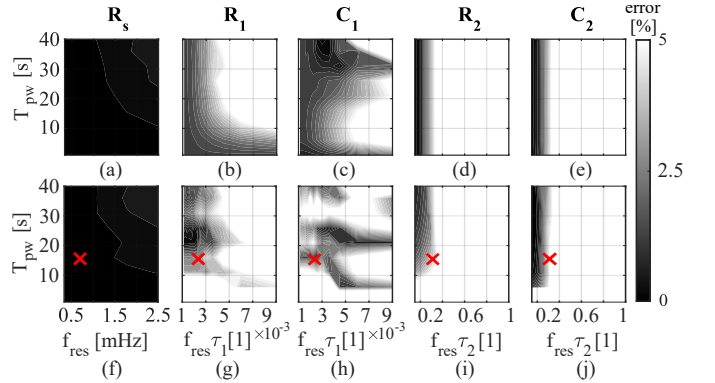 R_s R_1 C_1 R_2 C_2 error [%]
40 30 20 10 T_pw [s]
5 2.5 0
(a) (b) (c) (d) (e)
40 30 20 10 T_pw [s]
0.5 1.5 2.5 1 3 5 7 9 1 3 5 7 9 0.2 0.6 1 0.2 0.6 1
f_res [mHz] f_res τ_1[1] ×10^-3 f_res τ_1[1] ×10^-3 f_res τ_2[1] f_res τ_2[1]
(f) (g) (h) (i) (j)